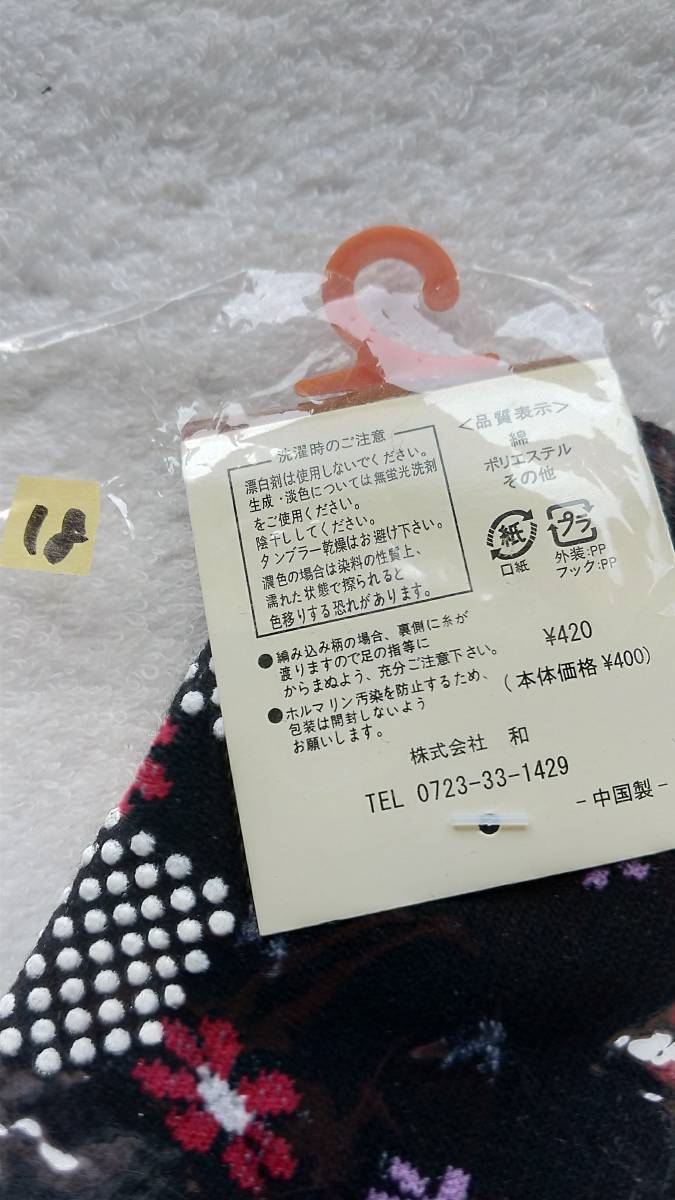 18
洗濯時のご注意
漂白剤は使用しないでください。
生成・淡色については無蛍光洗剤
をご使用ください。
陰干ししてください。
タンブラー乾燥はお避け下さい。
濃色の場合は染料の性質上、
濡れた状態で擦られると
色移りする恐れがあります。
●編み込み柄の場合、裏側に糸が
渡りますので足の指等に
からまぬよう、充分ご注意下さい。
●ホルマリン汚染を防止するため、
包装は開封しないよう
お願いします。
＜品質表示＞
綿
ポリエステル
その他
紙
口紙
プラ
外装:PP
フック:PP
¥420
(本体価格¥400)
株式会社 和
TEL 0723-33-1429
-中国製-